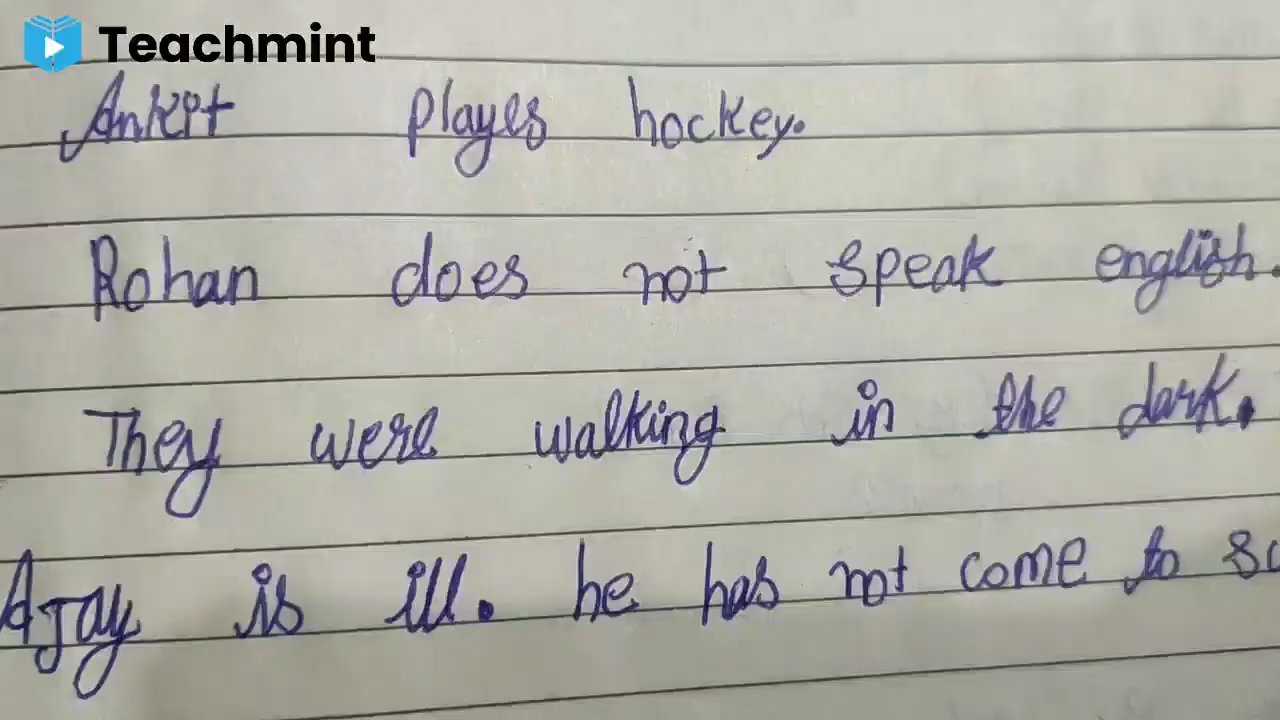 Teachmint
Ankit playes hockey.
Rohan does not speak english.
They were walking in the dark.
Ajay is ill. he has not come to